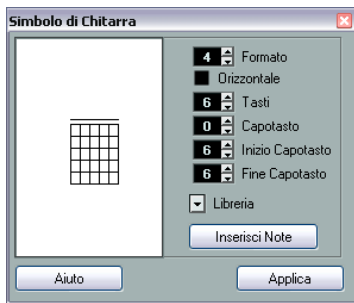 Simbolo di Chitarra
4 Formato
Orizzontale
6 Tasti
0 Capotasto
6 Inizio Capotasto
6 Fine Capotasto
Libreria
Inserisci Note
Aiuto Applica